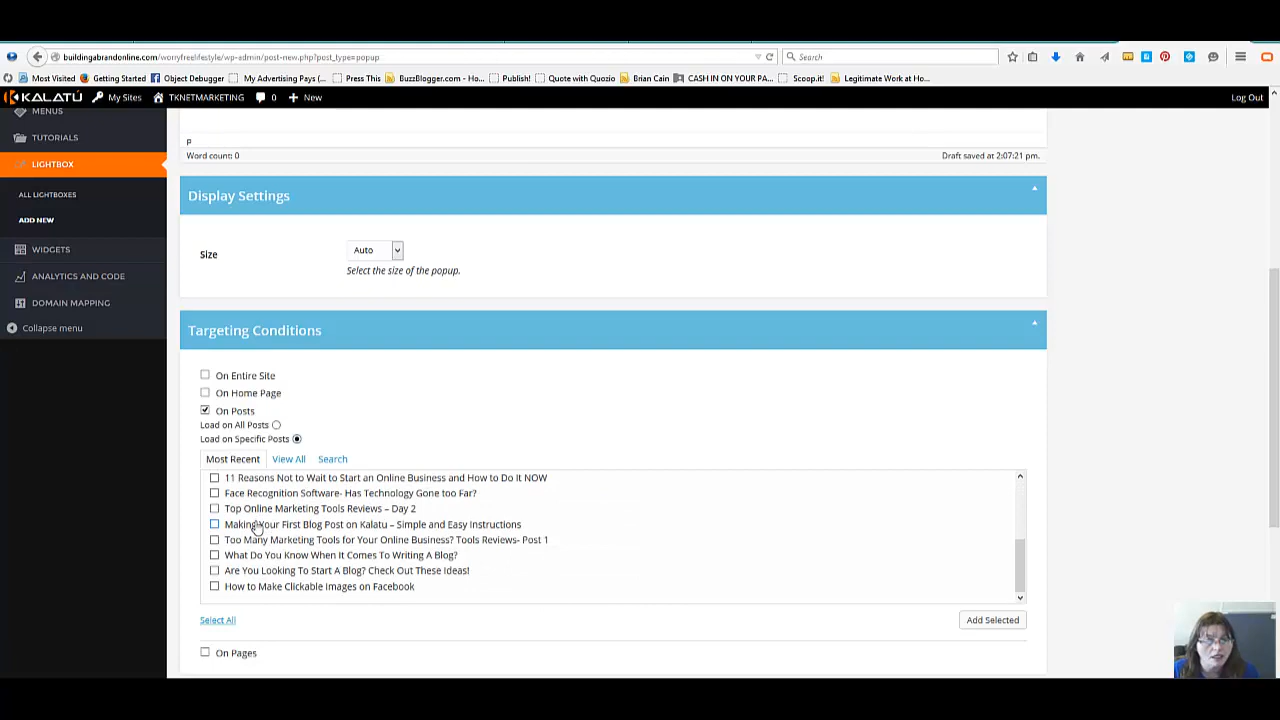 buildingabrandonline.com/worryfreelifestyle/wp-admin/post-new.php?post_type=popup
Search
Most Visited Getting Started Object Debugger My Advertising Pays (... Press This BuzzBlogger.com - Ho... Publish! Quote with Quozio Brian Cain CASH IN ON YOUR PA... Scoop.it! Legitimate Work at Ho...
KALATU My Sites TKNETMARKETING 0 New Log Out
MENUS
TUTORIALS
LIGHTBOX
ALL LIGHTBOXES
ADD NEW
WIDGETS
ANALYTICS AND CODE
DOMAIN MAPPING
Collapse menu
p
Word count: 0 Draft saved at 2:07:21 pm.
Display Settings
Size Auto
Select the size of the popup.
Targeting Conditions
On Entire Site
On Home Page
On Posts
Load on All Posts
Load on Specific Posts
Most Recent View All Search
11 Reasons Not to Wait to Start an Online Business and How to Do It NOW
Face Recognition Software- Has Technology Gone too Far?
Top Online Marketing Tools Reviews – Day 2
Making Your First Blog Post on Kalatu – Simple and Easy Instructions
Too Many Marketing Tools for Your Online Business? Tools Reviews- Post 1
What Do You Know When It Comes To Writing A Blog?
Are You Looking To Start A Blog? Check Out These Ideas!
How to Make Clickable Images on Facebook
Select All Add Selected
On Pages